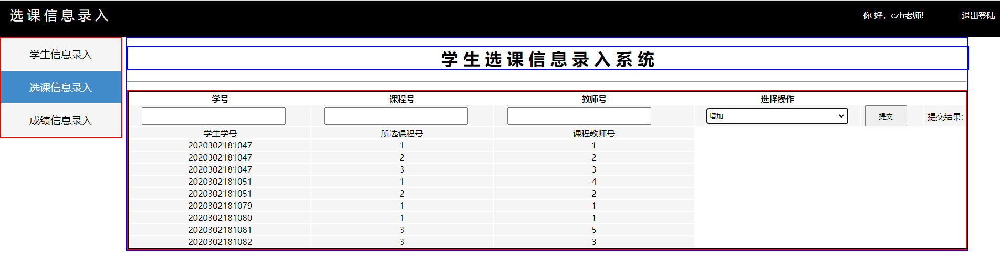 选课信息录入 你 好，czh老师! 退出登陆
学生信息录入
选课信息录入
成绩信息录入
学生选课信息录入系统
学号 课程号 教师号 选择操作
增加 提交 提交结果:
学生学号 所选课程号 课程教师号
2020302181047 1 1
2020302181047 2 2
2020302181047 3 3
2020302181051 1 4
2020302181051 2 2
2020302181079 1 1
2020302181080 1 1
2020302181081 3 5
2020302181082 3 3